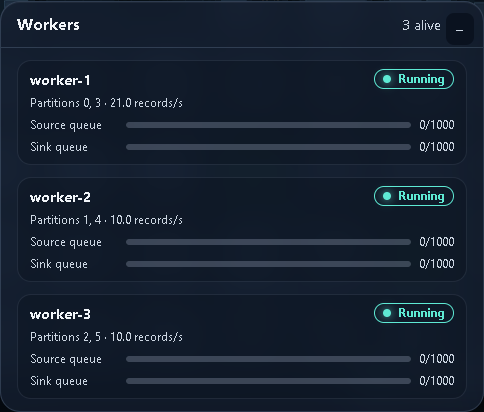 Workers 3 alive _
worker-1 Running
Partitions 0, 3 · 21.0 records/s
Source queue 0/1000
Sink queue 0/1000
worker-2 Running
Partitions 1, 4 · 10.0 records/s
Source queue 0/1000
Sink queue 0/1000
worker-3 Running
Partitions 2, 5 · 10.0 records/s
Source queue 0/1000
Sink queue 0/1000